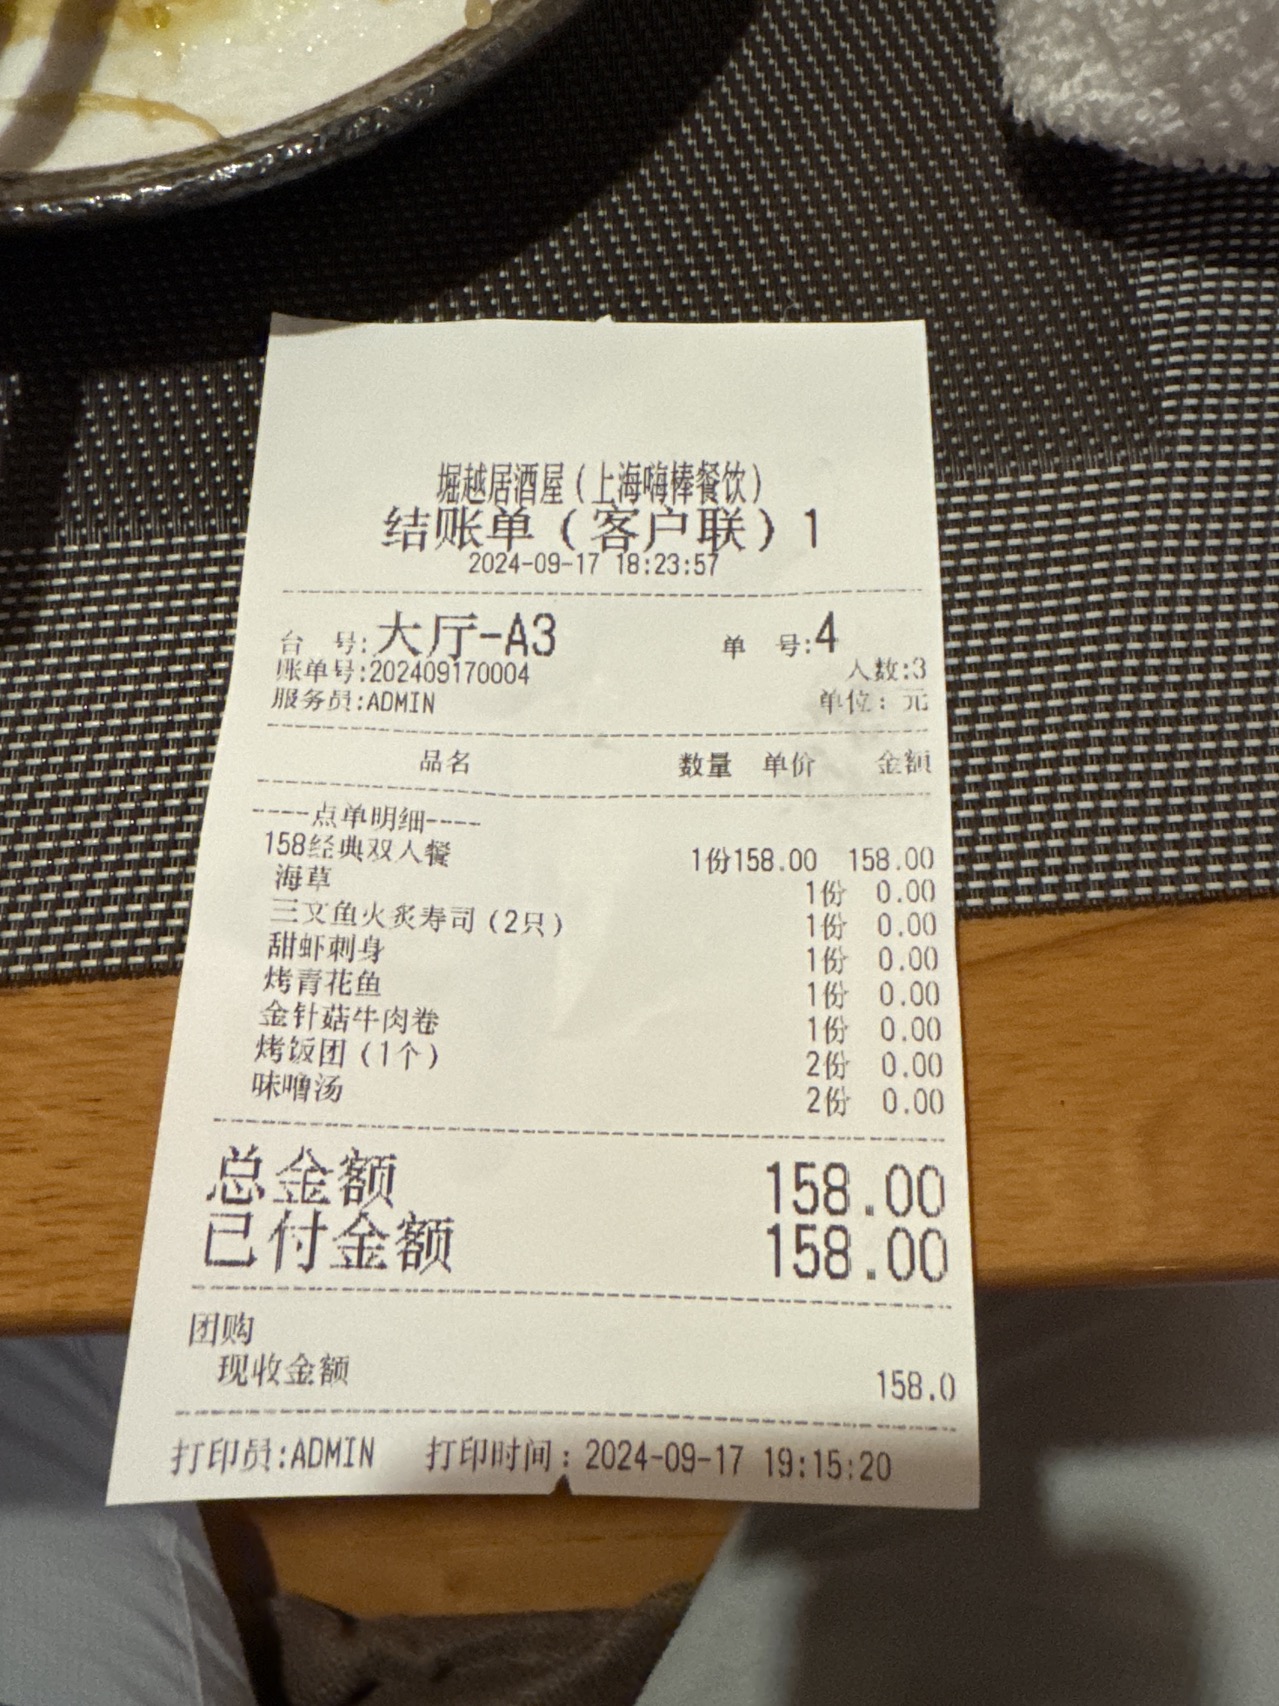 堀越居酒屋（上海嗨棒餐饮）
结账单（客户联）1
2024-09-17 18:23:57
台 号:大厅-A3 单 号:4
账单号:202409170004 人数:3
服务员:ADMIN 单位：元
品名 数量 单价 金额
----点单明细----
158经典双人餐 1份158.00 158.00
海草 1份 0.00
三文鱼火炙寿司（2只） 1份 0.00
甜虾刺身 1份 0.00
烤青花鱼 1份 0.00
金针菇牛肉卷 1份 0.00
烤饭团（1个） 2份 0.00
味噜汤 2份 0.00
总金额 158.00
已付金额 158.00
团购
现收金额 158.0
打印员:ADMIN 打印时间：2024-09-17 19:15:20